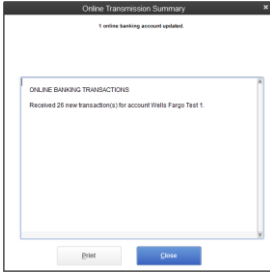 Online Transmission Summary
1 online banking account updated.
ONLINE BANKING TRANSACTIONS
Received 26 new transaction(s) for account Wells Fargo Test 1.
Print
Close